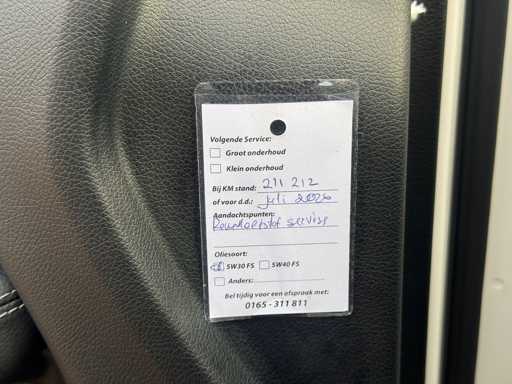 Volgende Service:
Groot onderhoud
Klein onderhoud
Bij KM stand: 211 212
of voor d.d.: juli 2026
Aandachtspunten:
service
Oliesoort:
5W30 FS 5W40 FS
Anders:
Bel tijdig voor een afspraak met:
0165 - 311 811